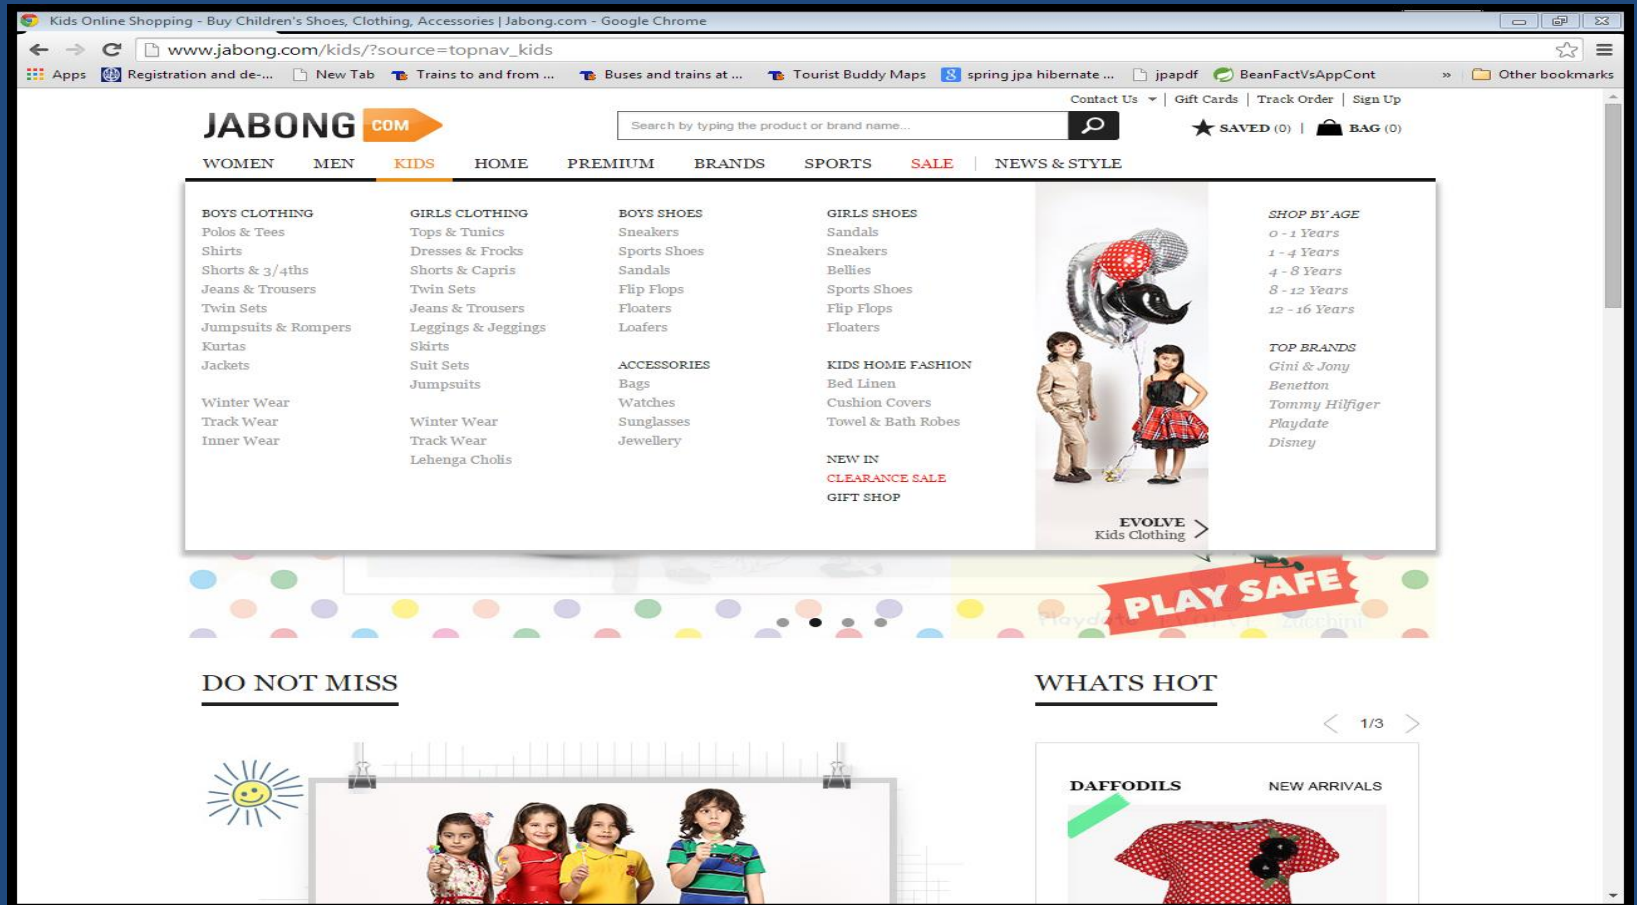 Kids Online Shopping - Buy Children's Shoes, Clothing, Accessories | Jabong.com - Google Chrome
www.jabong.com/kids/?source=topnav_kids
Apps Registration and de-... New Tab Trains to and from ... Buses and trains at ... Tourist Buddy Maps spring jpa hibernate ... jpapdf BeanFactVsAppCont » Other bookmarks
Contact Us | Gift Cards | Track Order | Sign Up
JABONG COM
Search by typing the product or brand name...
SAVED (0) | BAG (0)
WOMEN MEN KIDS HOME PREMIUM BRANDS SPORTS SALE | NEWS & STYLE
BOYS CLOTHING
Polos & Tees
Shirts
Shorts & 3/4ths
Jeans & Trousers
Twin Sets
Jumpsuits & Rompers
Kurtas
Jackets
Winter Wear
Track Wear
Inner Wear
GIRLS CLOTHING
Tops & Tunics
Dresses & Frocks
Shorts & Capris
Twin Sets
Jeans & Trousers
Leggings & Jeggings
Skirts
Suit Sets
Jumpsuits
Winter Wear
Track Wear
Lehenga Cholis
BOYS SHOES
Sneakers
Sports Shoes
Sandals
Flip Flops
Floaters
Loafers
ACCESSORIES
Bags
Watches
Sunglasses
Jewellery
GIRLS SHOES
Sandals
Sneakers
Bellies
Sports Shoes
Flip Flops
Floaters
KIDS HOME FASHION
Bed Linen
Cushion Covers
Towel & Bath Robes
NEW IN
CLEARANCE SALE
GIFT SHOP
EVOLVE
Kids Clothing
SHOP BY AGE
0 - 1 Years
1 - 4 Years
4 - 8 Years
8 - 12 Years
12 - 16 Years
TOP BRANDS
Gini & Jony
Benetton
Tommy Hilfiger
Playdate
Disney
PLAY SAFE
Playdate zucchini
DO NOT MISS
WHATS HOT
1/3
DAFFODILS NEW ARRIVALS